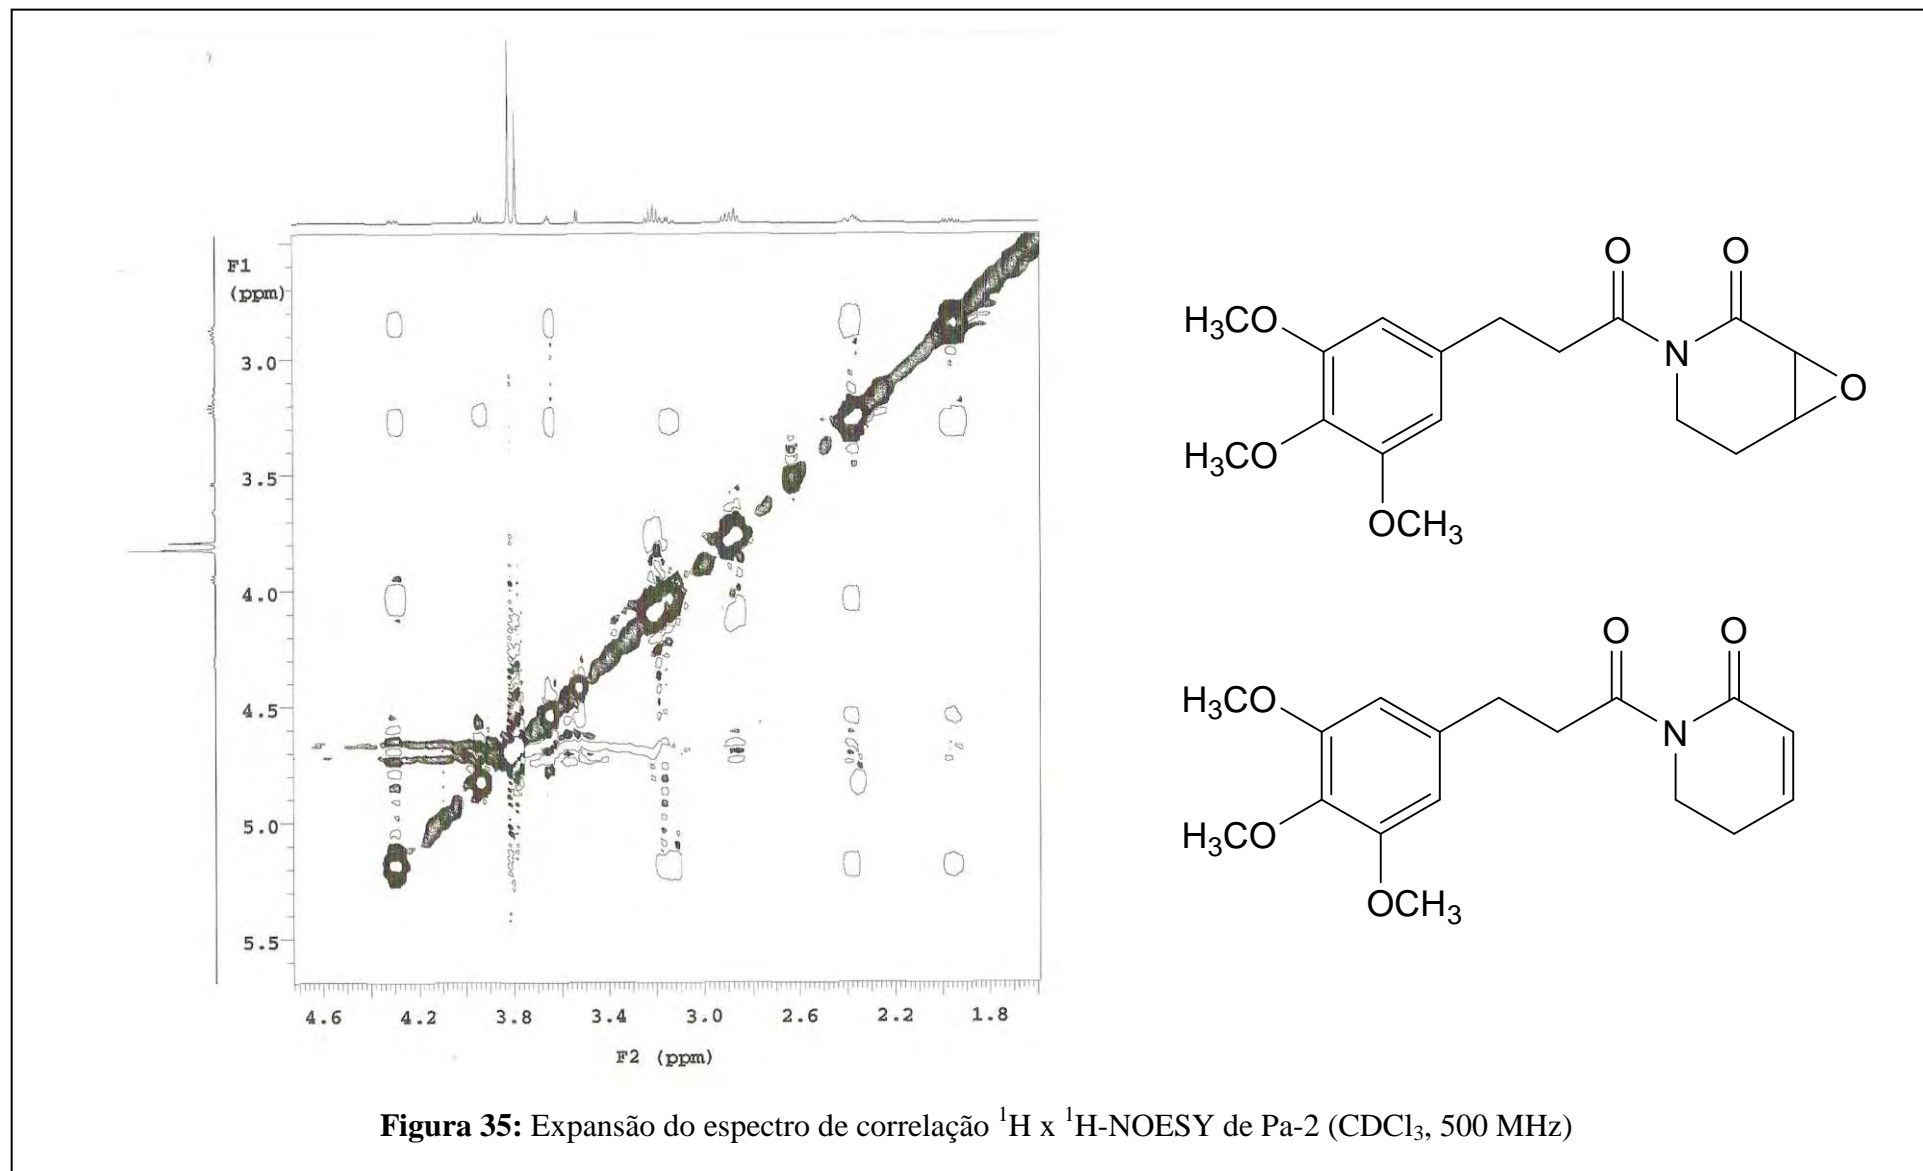 F1
(ppm)
3.0
3.5
4.0
4.5
5.0
5.5
4.6 4.2 3.8 3.4 3.0 2.6 2.2 1.8
F2 (ppm)
O O
H₃CO
N
O
H₃CO
OCH₃
O O
H₃CO
N
H₃CO
OCH₃
Figura 35: Expansão do espectro de correlação ¹H x ¹H-NOESY de Pa-2 (CDCl₃, 500 MHz)